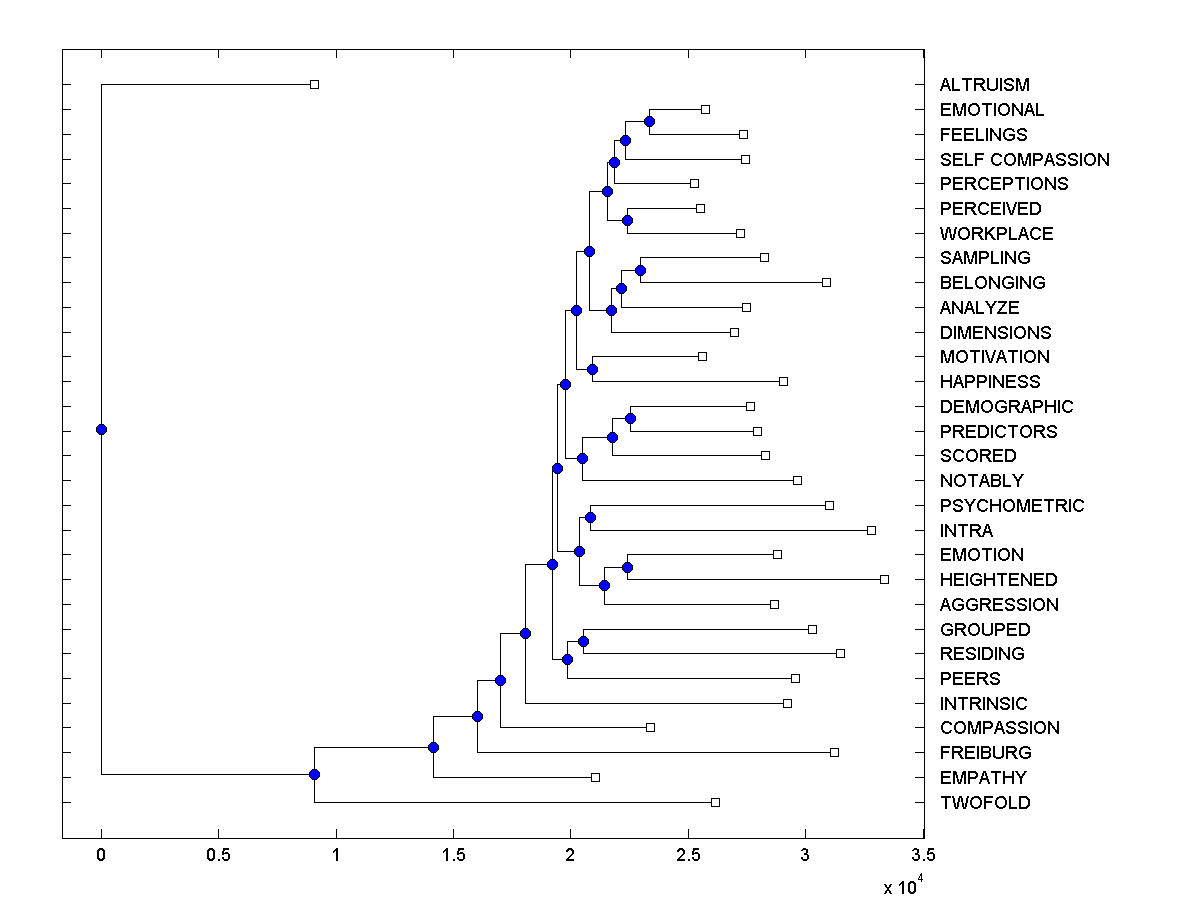 ALTRUISM
EMOTIONAL
FEELINGS
SELF COMPASSION
PERCEPTIONS
PERCEIVED
WORKPLACE
SAMPLING
BELONGING
ANALYZE
DIMENSIONS
MOTIVATION
HAPPINESS
DEMOGRAPHIC
PREDICTORS
SCORED
NOTABLY
PSYCHOMETRIC
INTRA
EMOTION
HEIGHTENED
AGGRESSION
GROUPED
RESIDING
PEERS
INTRINSIC
COMPASSION
FREIBURG
EMPATHY
TWOFOLD
0 0.5 1 1.5 2 2.5 3 3.5
x 10^4